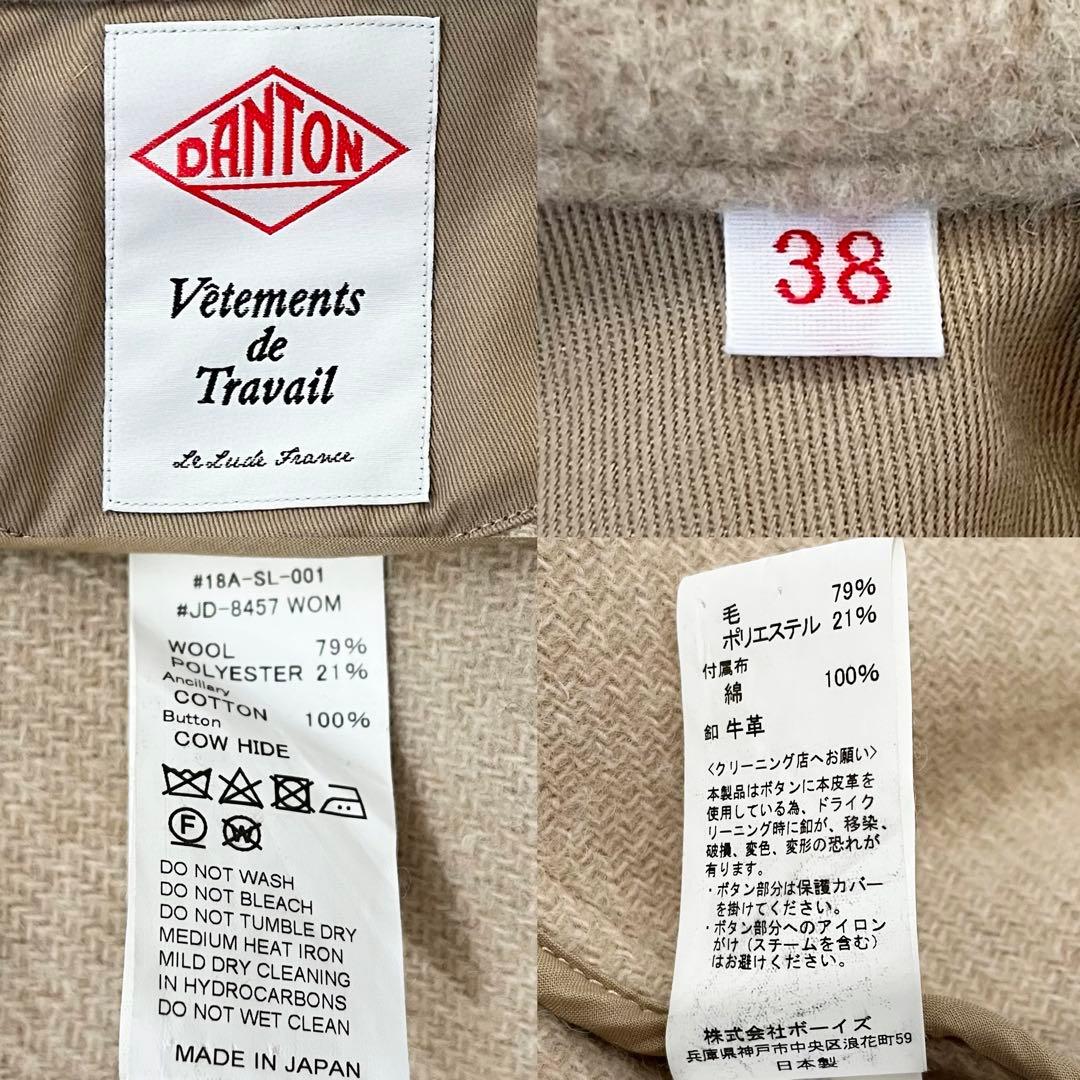 DANTON
Vêtements
de
Travail
Le Lude France
38
#18A-SL-001
#JD-8457 WOM
WOOL 79%
POLYESTER 21%
Ancillary
COTTON 100%
Button
COW HIDE
F
W
DO NOT WASH
DO NOT BLEACH
DO NOT TUMBLE DRY
MEDIUM HEAT IRON
MILD DRY CLEANING
IN HYDROCARBONS
DO NOT WET CLEAN
MADE IN JAPAN
毛 79%
ポリエステル 21%
付属布
綿 100%
釦 牛革
〈クリーニング店へお願い〉
本製品はボタンに本皮革を
使用している為、ドライク
リーニング時に釦が、移染、
破損、変色、変形の恐れが
有ります。
・ボタン部分は保護カバー
を掛けてください。
・ボタン部分へのアイロン
がけ(スチームを含む)
はお避けください。
株式会社ボーイズ
兵庫県神戸市中央区浪花町59
日本製